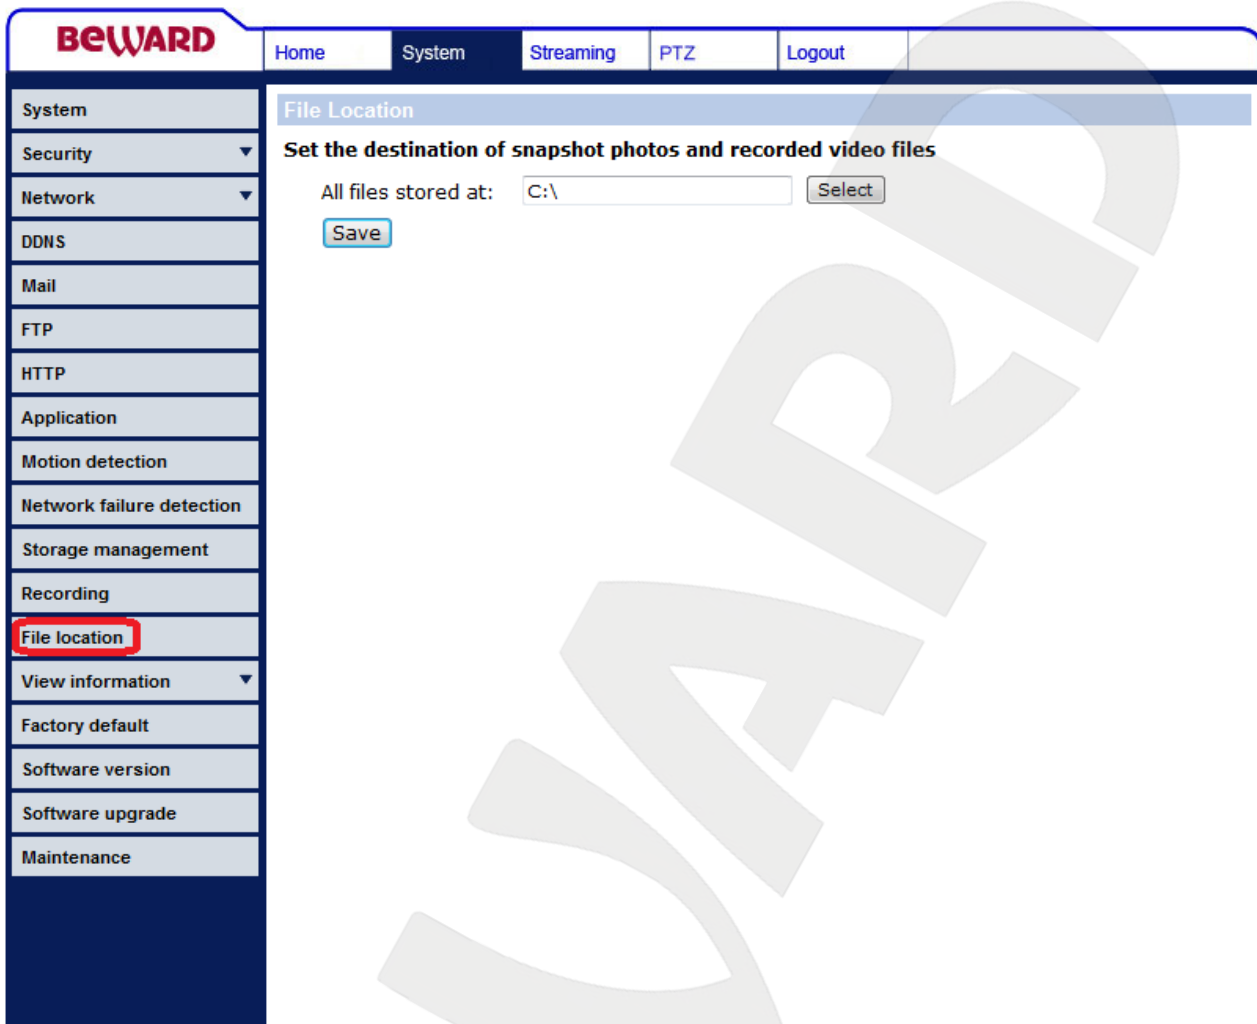 BEWARD
Home System Streaming PTZ Logout
System
Security
Network
DDNS
Mail
FTP
HTTP
Application
Motion detection
Network failure detection
Storage management
Recording
File location
View information
Factory default
Software version
Software upgrade
Maintenance
File Location
Set the destination of snapshot photos and recorded video files
All files stored at: C:\ Select
Save